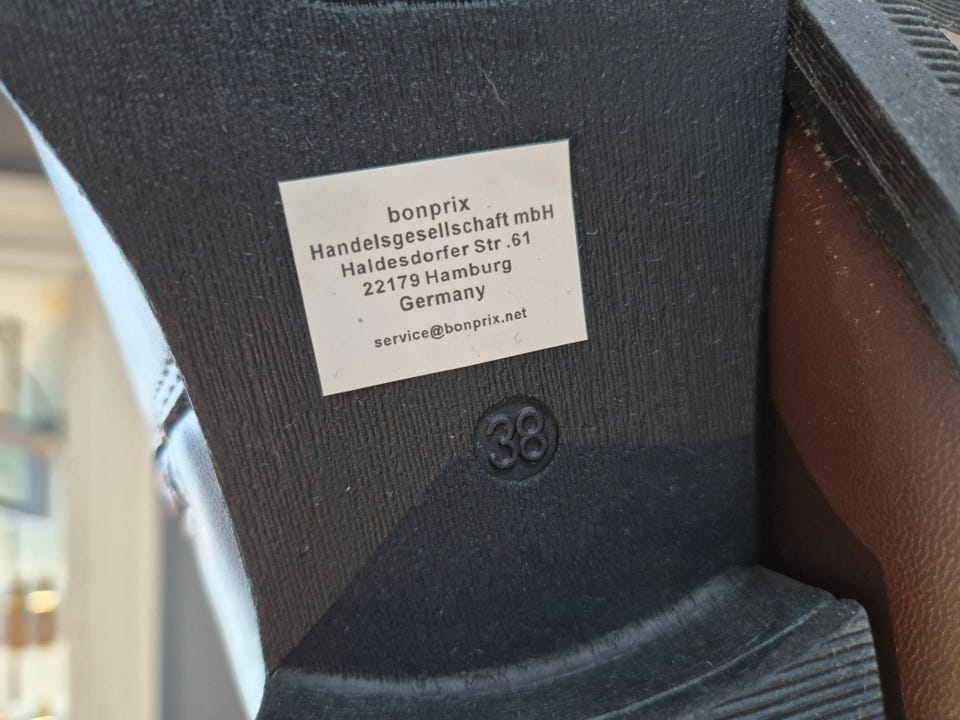 bonprix
Handelsgesellschaft mbH
Haldesdorfer Str .61
22179 Hamburg
Germany
service@bonprix.net
38